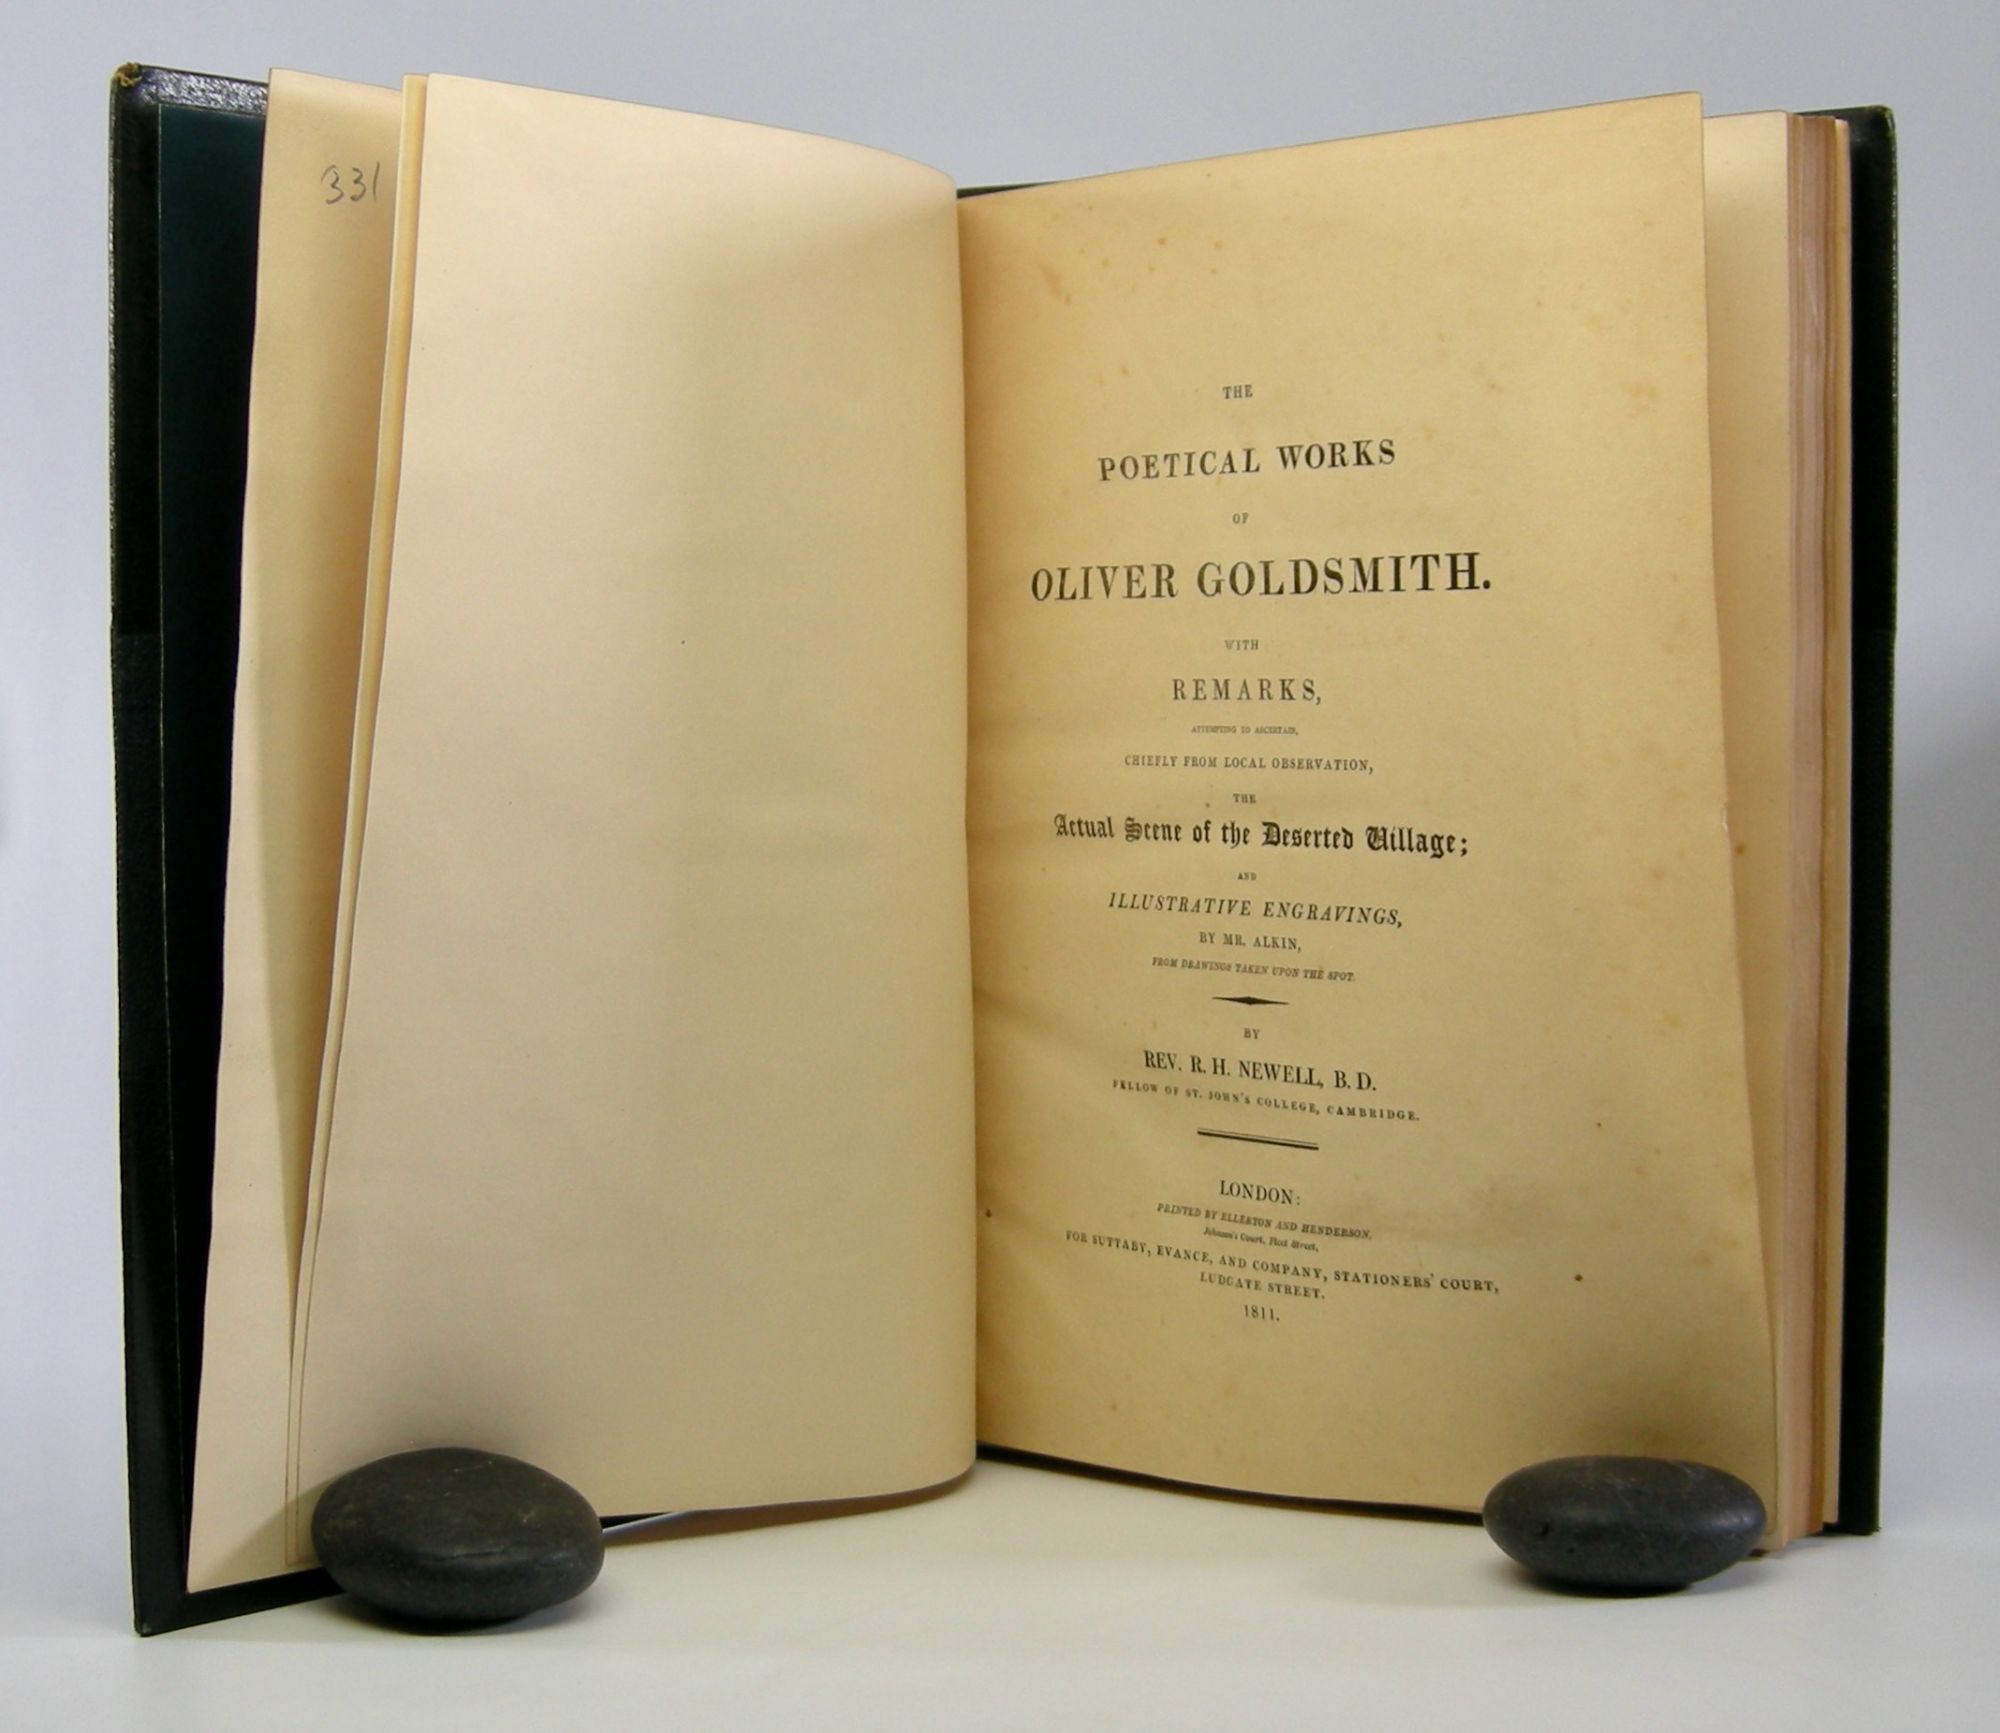 331
THE
POETICAL WORKS
OF
OLIVER GOLDSMITH.
WITH
REMARKS,
ATTEMPTING TO ASCERTAIN,
CHIEFLY FROM LOCAL OBSERVATION,
THE
Actual Scene of the Deserted Village;
AND
ILLUSTRATIVE ENGRAVINGS,
BY MR. ALKIN,
FROM DRAWINGS TAKEN UPON THE SPOT.
BY
REV. R. H. NEWELL, B. D.
FELLOW OF ST. JOHN'S COLLEGE, CAMBRIDGE.
LONDON:
PRINTED BY ELLERTON AND HENDERSON,
Johnson's Court, Fleet Street,
FOR SUTTABY, EVANCE, AND COMPANY, STATIONERS' COURT,
LUDGATE STREET.
1811.